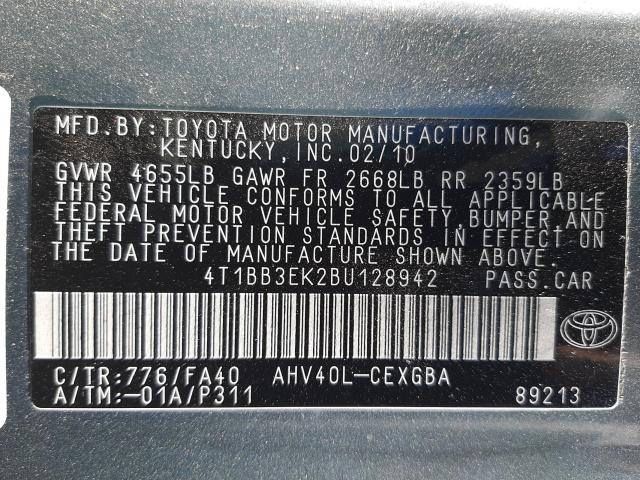 MFD.BY:TOYOTA MOTOR MANUFACTURING,
KENTUCKY,INC.02/10
GVWR 4655LB GAWR FR 2668LB RR 2359LB
THIS VEHICLE CONFORMS TO ALL APPLICABLE
FEDERAL MOTOR VEHICLE SAFETY,BUMPER,AND
THEFT PREVENTION STANDARDS IN EFFECT ON
THE DATE OF MANUFACTURE SHOWN ABOVE.
4T1BB3EK2BU128942 PASS.CAR
C/TR:776/FA40 AHV40L-CEXGBA
A/TM:-01A/P311 89213